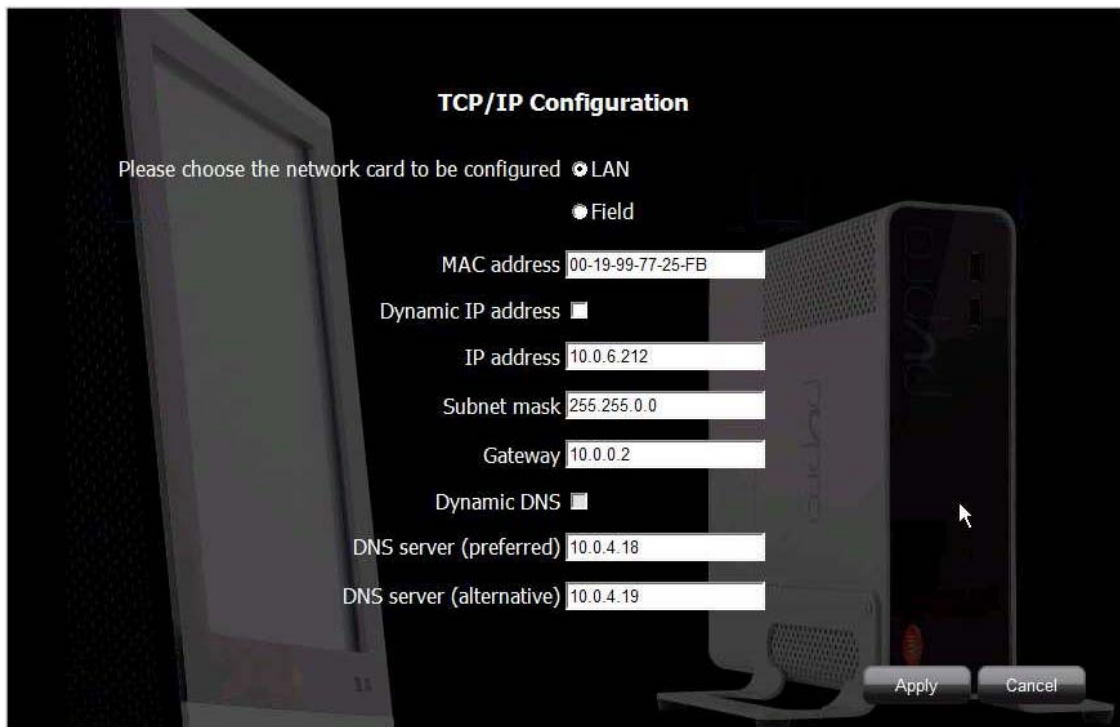 TCP/IP Configuration
Please choose the network card to be configured LAN
Field
MAC address 00-19-99-77-25-FB
Dynamic IP address
IP address 10.0.6.212
Subnet mask 255.255.0.0
Gateway 10.0.0.2
Dynamic DNS
DNS server (preferred) 10.0.4.18
DNS server (alternative) 10.0.4.19
Apply Cancel